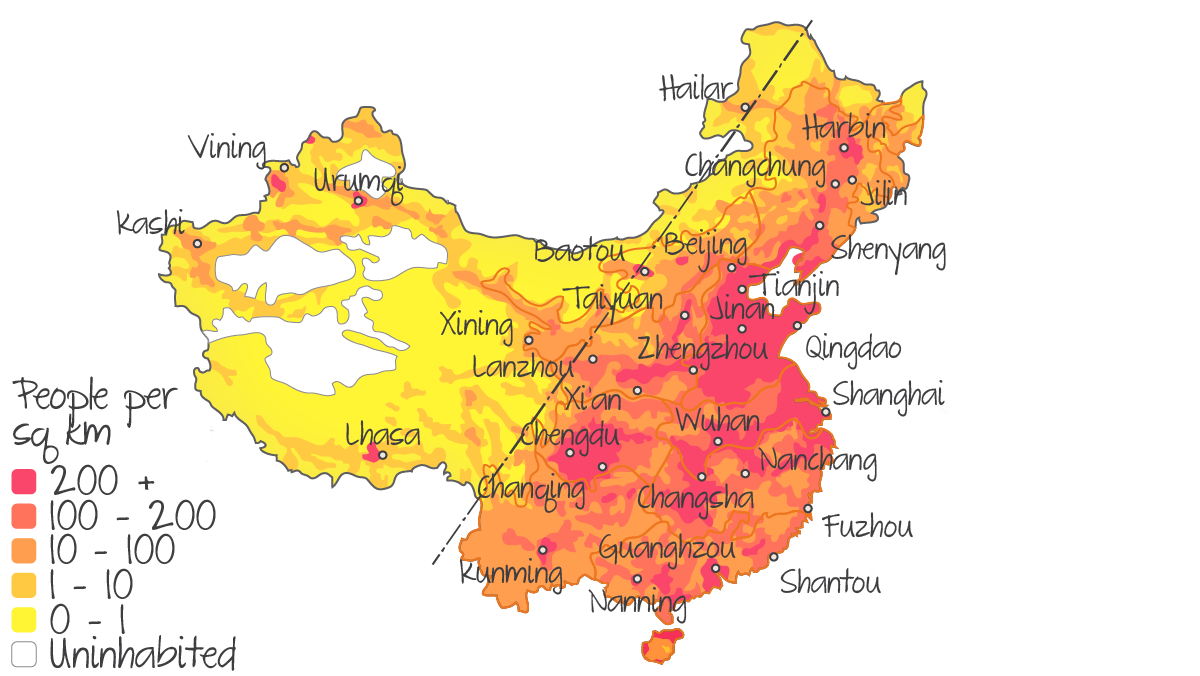 Hailar
Harbin
Vining
Changchung
Urumqi
Jilin
Kashi
Baotou
Beijing
Shenyang
Tianjin
Taiyuan
Jinan
Xining
Zhengzhou
Qingdao
Lanzhou
People per
sq km
Xi'an
Shanghai
Wuhan
Lhasa
Chengdu
Nanchang
200 +
Chanqing
Changsha
100 - 200
Fuzhou
10 - 100
Guanghzou
Kunming
Shantou
1 - 10
Nanning
0 - 1
Uninhabited